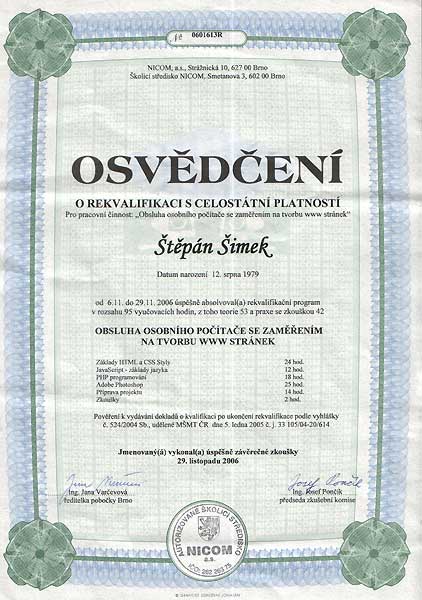 0601613R
NICOM, a.s., Strážnická 10, 627 00 Brno
Školící středisko NICOM, Smetanova 3, 602 00 Brno
OSVĚDČENÍ
O REKVALIFIKACI S CELOSTÁTNÍ PLATNOSTÍ
Pro pracovní činnost: „Obsluha osobního počítače se zaměřením na tvorbu www stránek“
Štěpán Šimek
Datum narození 12. srpna 1979
od 6.11. do 29.11. 2006 úspěšně absolvoval(a) rekvalifikační program
v rozsahu 95 vyučovacích hodin, z toho teorie 53 a praxe se zkouškou 42
OBSLUHA OSOBNÍHO POČÍTAČE SE ZAMĚŘENÍM
NA TVORBU WWW STRÁNEK
Základy HTML a CSS Styly 24 hod.
JavaScript - základy jazyka 12 hod.
PHP programování 18 hod.
Adobe Photoshop 25 hod.
Příprava projektu 14 hod.
Zkoušky 2 hod.
Pověření k vydávání dokladů o kvalifikaci po ukončení rekvalifikace podle vyhlášky
č. 524/2004 Sb., udělené MŠMT ČR dne 5. ledna 2005 č. j. 33 105/04-20/614
Jmenovaný(á) vykonal(a) úspěšně závěrečné zkoušky
29. listopadu 2006
Ing. Jana Varčevová
ředitelka pobočky Brno
Ing. Josef Pončík
předseda zkušební komise
AUTORIZOVANÉ ŠKOLICÍ STŘEDISKO
NICOM
a.s.